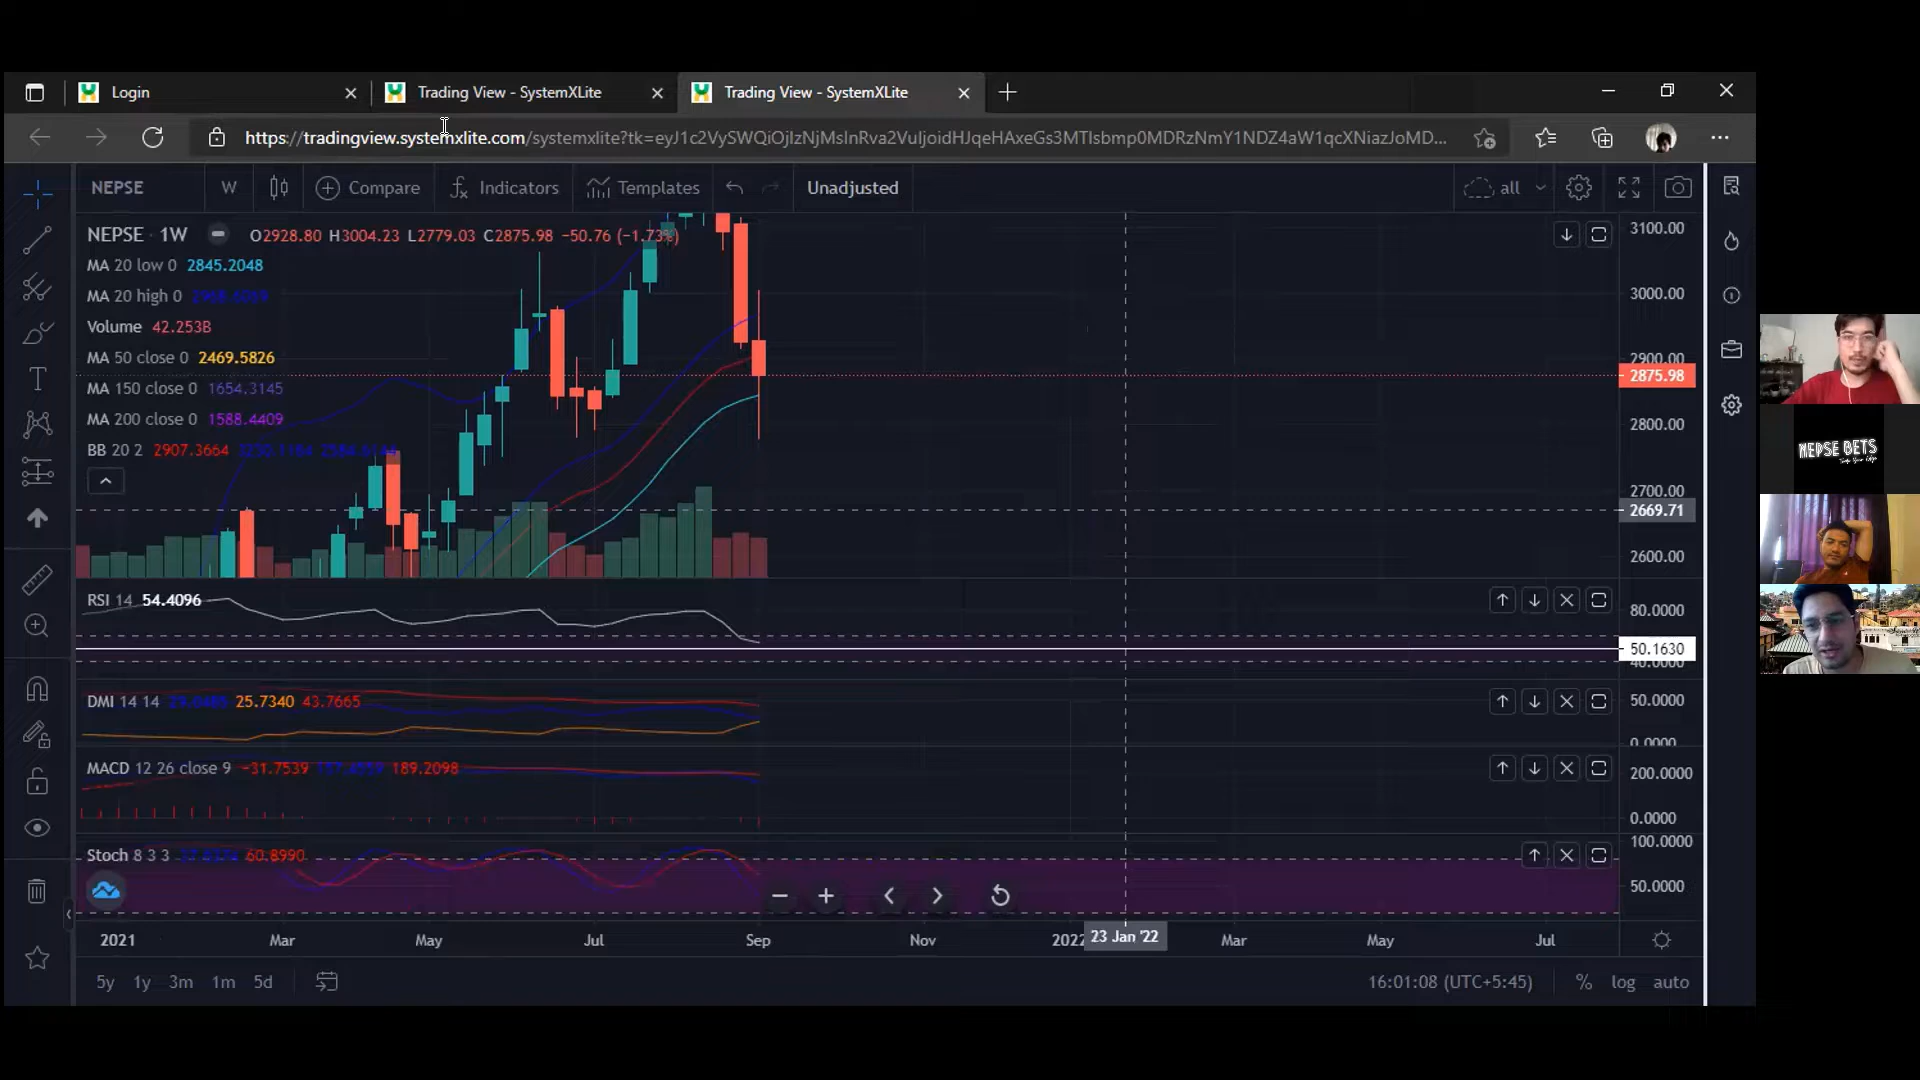 Login
Trading View - SystemXLite
Trading View - SystemXLite
https://tradingview.systemxlite.com/systemxlite?tk=
NEPSE W Compare Indicators Templates Unadjusted all
NEPSE · 1W O2928.80 H3004.23 L2779.03 C2875.98 −50.76 (−1.73%)
MA 20 low 0 2845.2048
MA 20 high 0
Volume 42.253B
MA 50 close 0 2469.5826
MA 150 close 0 1654.3145
MA 200 close 0 1588.4409
BB 20 2 2907.3664
3100.00
3000.00
2900.00
2875.98
2800.00
2700.00
2669.71
2600.00
RSI 14 54.4096
80.0000
50.1630
40.0000
DMI 14 14 25.7340 43.7665
50.0000
0.0000
MACD 12 26 close 9 −31.7539 189.2098
200.0000
0.0000
Stoch 8 3 3 60.8990
100.0000
50.0000
2021 Mar May Jul Sep Nov 2022 23 Jan '22 Mar May Jul
5y 1y 3m 1m 5d 16:01:08 (UTC+5:45) % log auto
NEPSE BETS